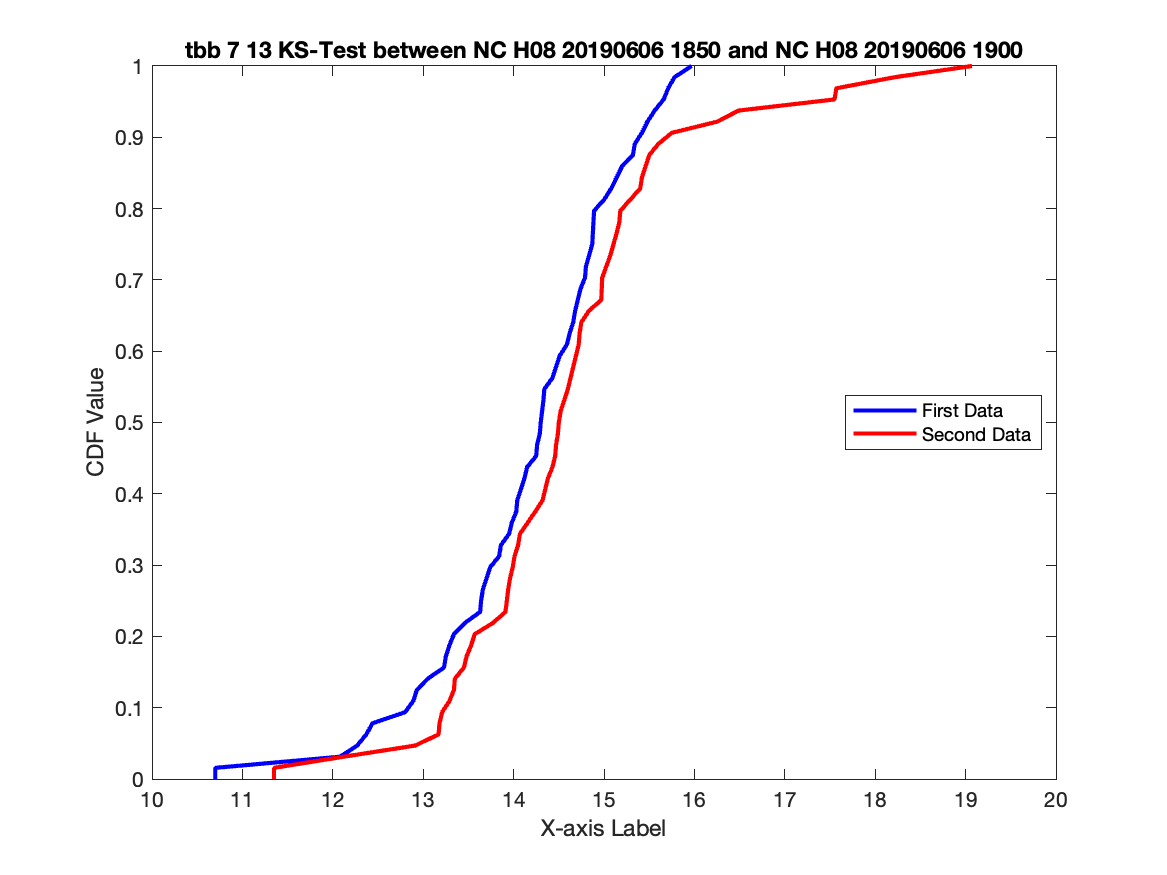 tbb 7 13 KS-Test between NC H08 20190606 1850 and NC H08 20190606 1900
1
0.9
0.8
0.7
0.6
0.5
0.4
0.3
0.2
0.1
0
CDF Value
First Data
Second Data
10 11 12 13 14 15 16 17 18 19 20
X-axis Label